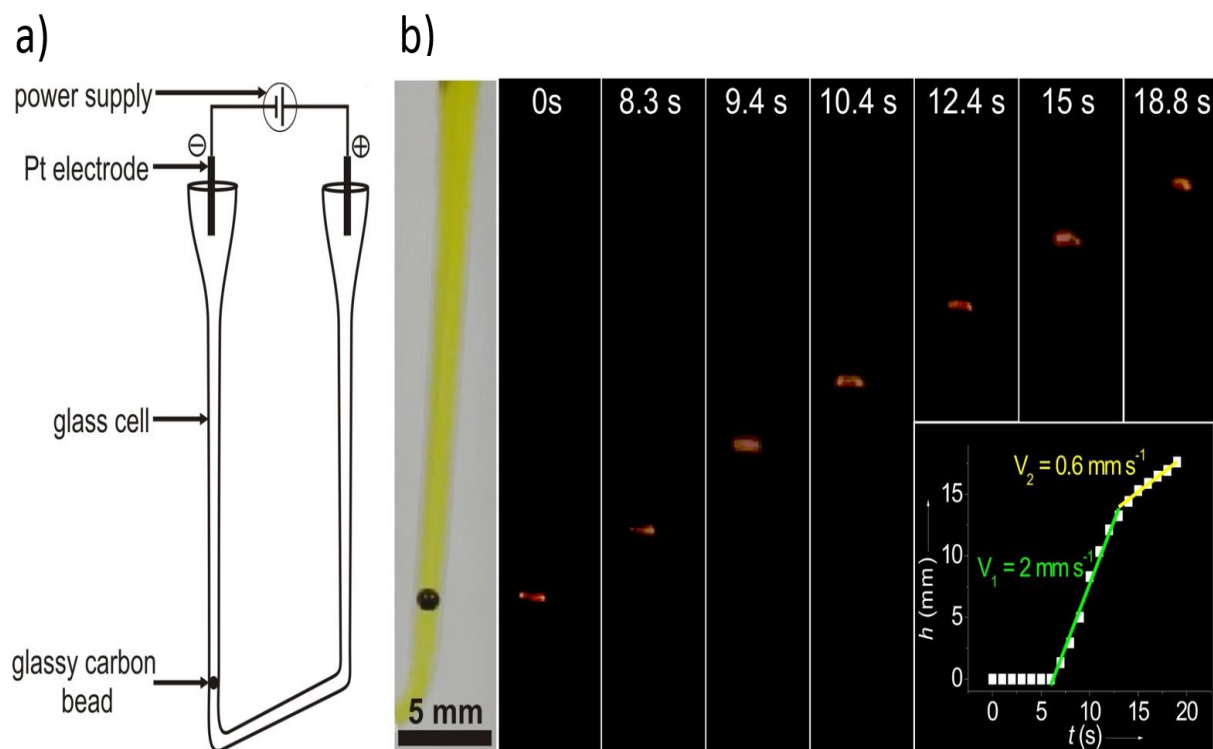 a)
power supply
⊖
⊕
Pt electrode
glass cell
glassy carbon
bead
b)
5 mm
0s
8.3 s
9.4 s
10.4 s
12.4 s
15 s
18.8 s
V₂ = 0.6 mm s⁻¹
V₁ = 2 mm s⁻¹
h (mm)
15
10
5
0
0 5 10 15 20
t (s)